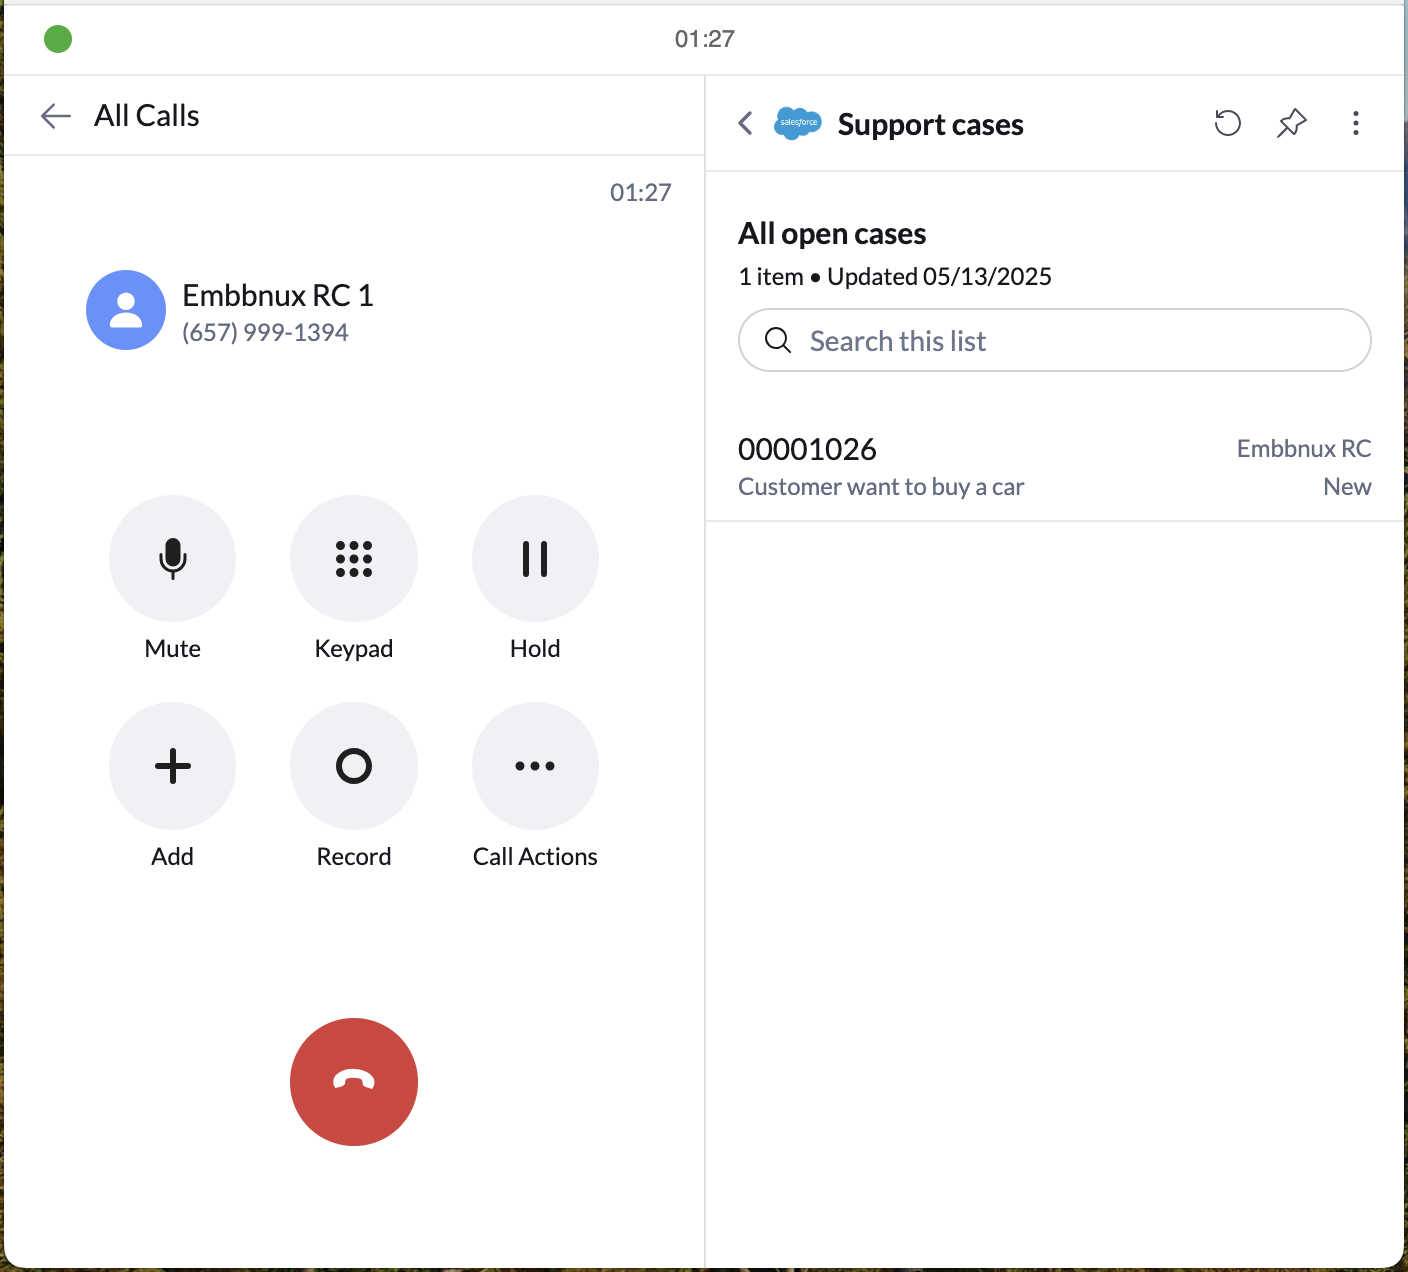 01:27
All Calls
01:27
Embbnux RC 1
(657) 999-1394
Mute
Keypad
Hold
Add
Record
Call Actions
salesforce
Support cases
All open cases
1 item • Updated 05/13/2025
Search this list
00001026
Embbnux RC
Customer want to buy a car
New